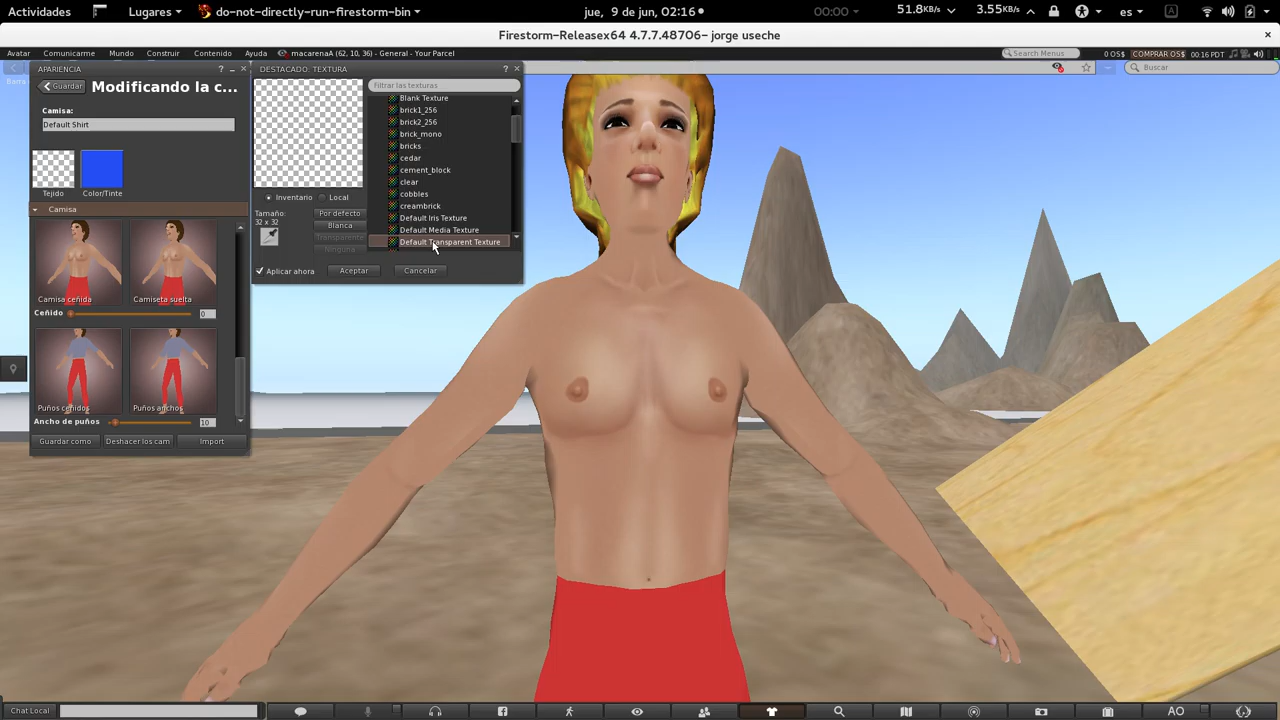 Actividades Lugares do-not-directly-run-firestorm-bin jue, 9 de jun, 02:16 00:00 51.8KB/s 3.55KB/s es A
Firestorm-Releasex64 4.7.7.48706- jorge useche
Avatar Comunicarme Mundo Construir Contenido Ayuda macarenaA (62, 10, 36) - General - Your Parcel Search Menus 0 OS$ COMPRAR OS$ 00:16 PDT
Buscar
APARIENCIA ? _ ×
Guardar Modificando la c...
Camisa:
Default Shirt
Tejido Color/Tinte
Camisa
Camisa ceñida Camiseta suelta
Ceñido 0
Puños ceñidos Puños anchos
Ancho de puños 10
Guardar como Deshacer los cam Import
DESTACADO: TEXTURA ? ×
Filtrar las texturas
Blank Texture
brick1_256
brick2_256
brick_mono
bricks
cedar
cement_block
clear
cobbles
creambrick
Default Iris Texture
Default Media Texture
Default Transparent Texture
Inventario Local
Tamaño:
32 x 32
Por defecto
Blanca
Transparente
Ninguna
Aplicar ahora Aceptar Cancelar
Chat Local AO